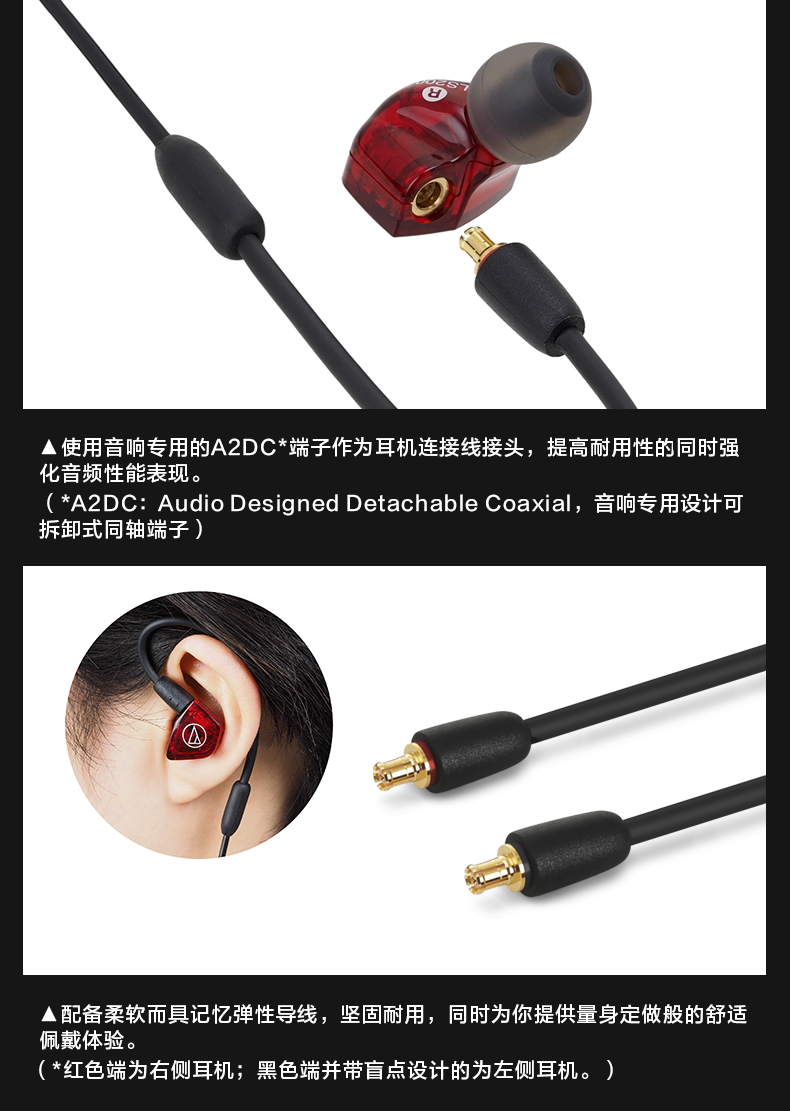 R
LS200
▲使用音响专用的A2DC*端子作为耳机连接线接头，提高耐用性的同时强
化音频性能表现。
（*A2DC：Audio Designed Detachable Coaxial，音响专用设计可
拆卸式同轴端子）
▲配备柔软而具记忆弹性导线，坚固耐用，同时为你提供量身定做般的舒适
佩戴体验。
（*红色端为右侧耳机；黑色端并带盲点设计的为左侧耳机。）